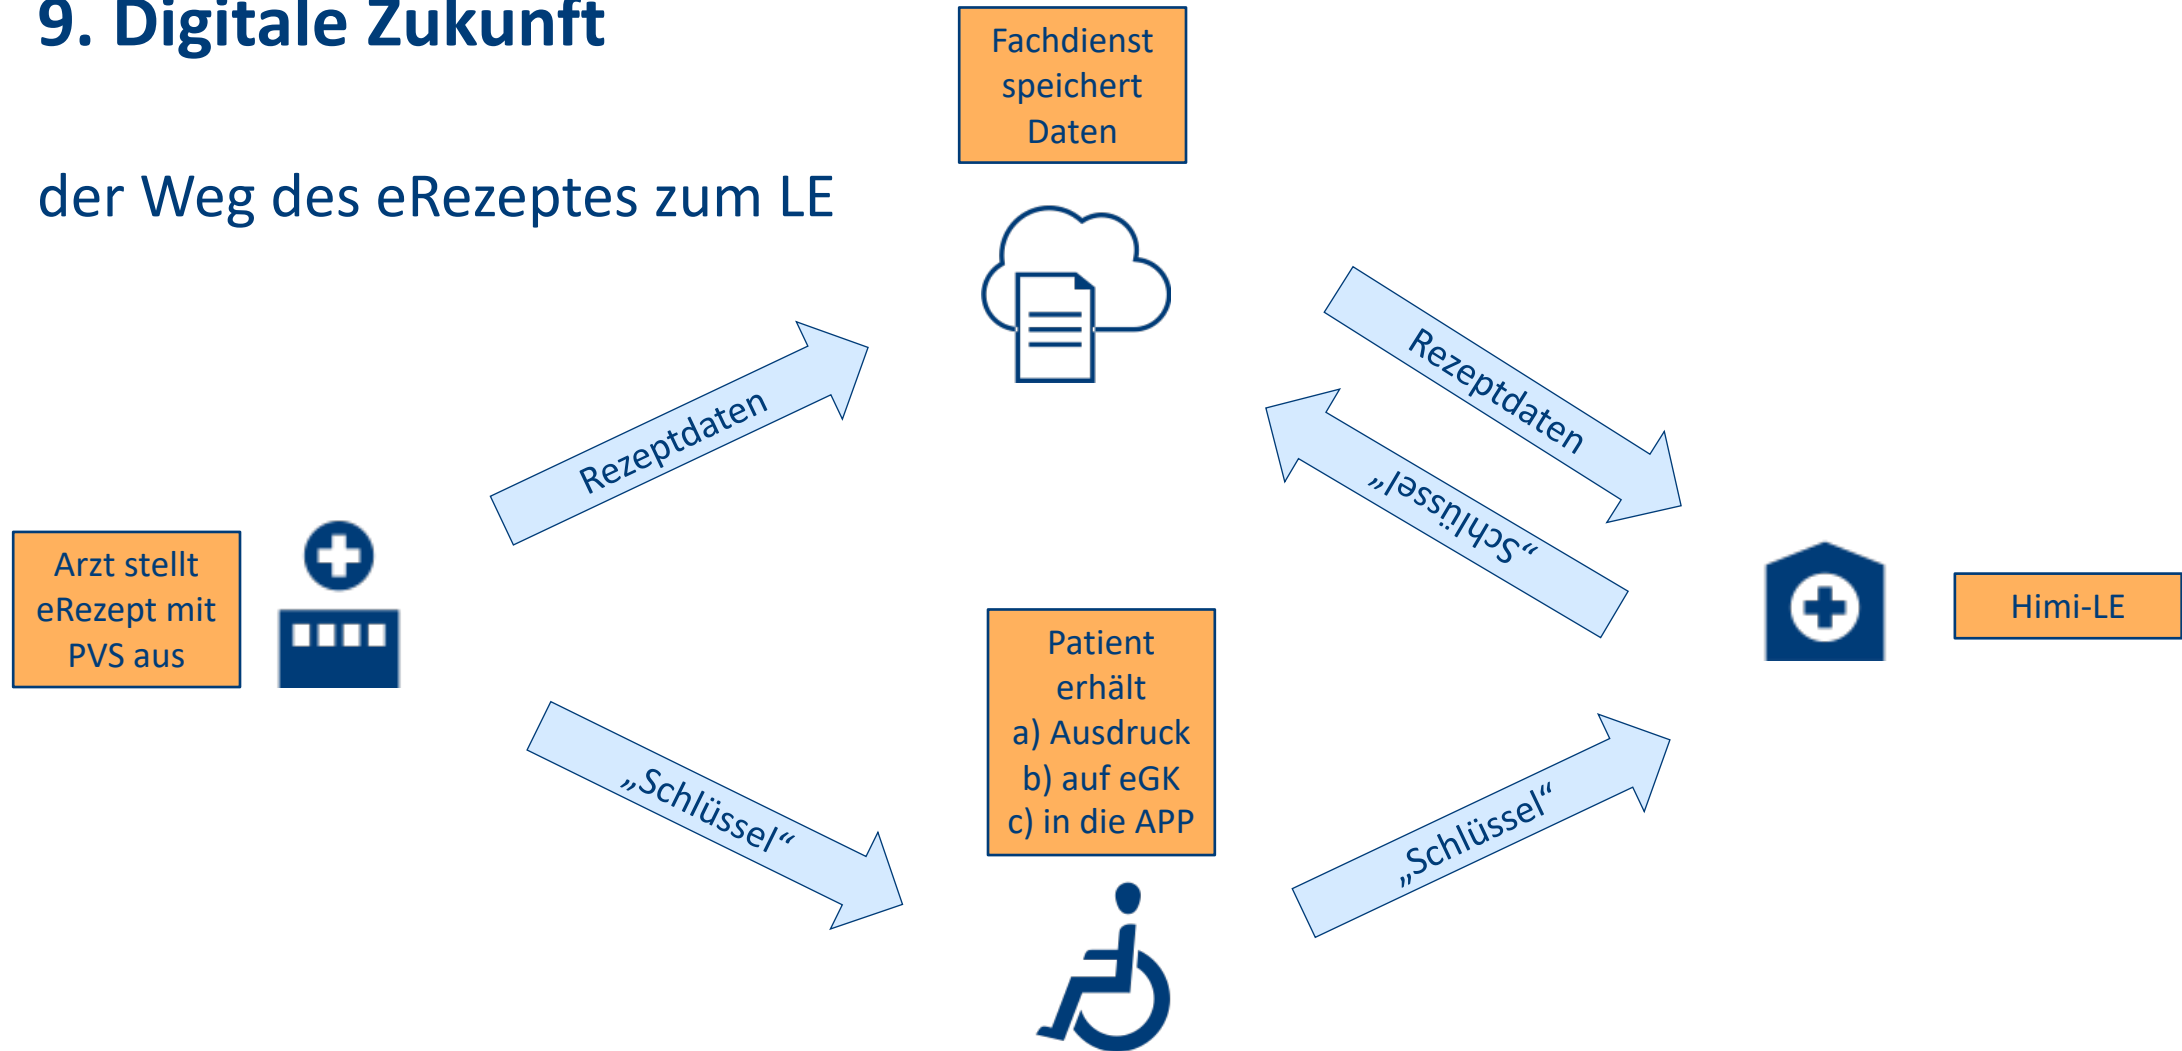 9. Digitale Zukunft
der Weg des eRezeptes zum LE
Fachdienst
speichert
Daten
Rezeptdaten
Rezeptdaten
„Schlüssel“
Arzt stellt
eRezept mit
PVS aus
Himi-LE
Patient
erhält
a) Ausdruck
b) auf eGK
c) in die APP
„Schlüssel“
„Schlüssel“